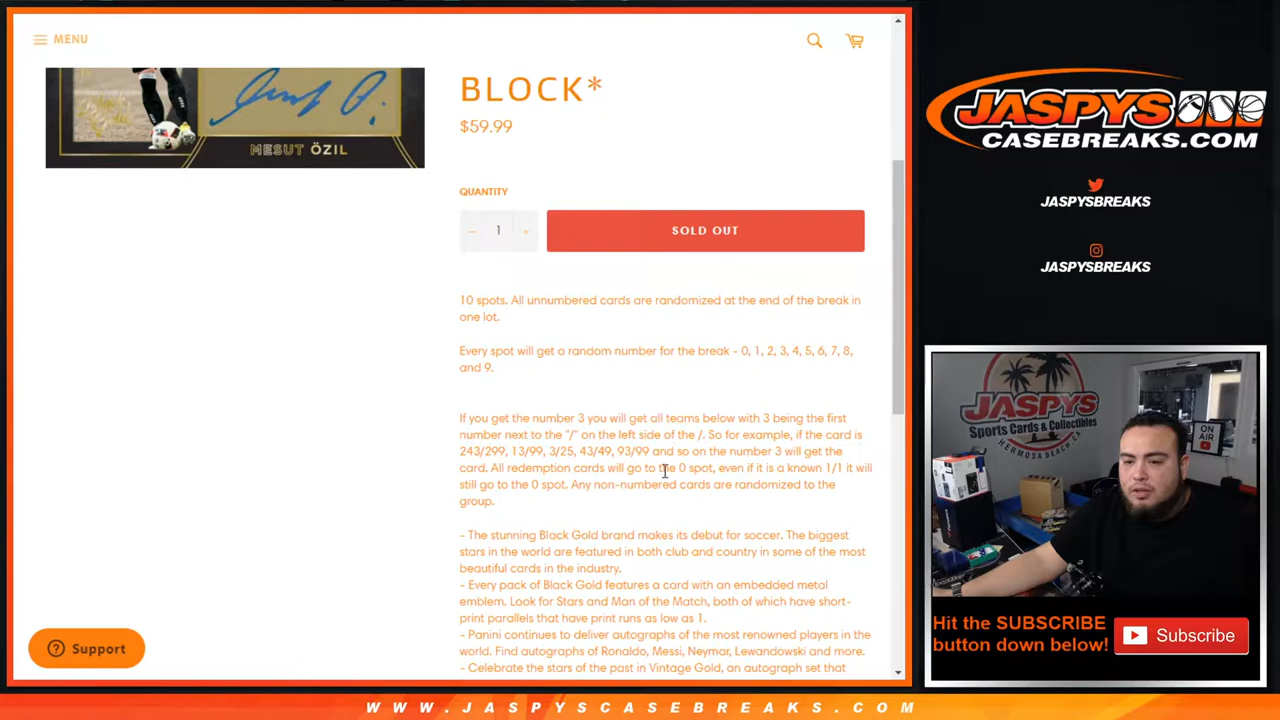 MENU
BLOCK*
$59.99
MESUT ÖZIL
QUANTITY
− 1 +
SOLD OUT
10 spots. All unnumbered cards are randomized at the end of the break in
one lot.
Every spot will get a random number for the break - 0, 1, 2, 3, 4, 5, 6, 7, 8,
and 9.
If you get the number 3 you will get all teams below with 3 being the first
number next to the "/" on the left side of the /. So for example, if the card is
243/299, 13/99, 3/25, 43/49, 93/99 and so on the number 3 will get the
card. All redemption cards will go to the 0 spot, even if it is a known 1/1 it will
still go to the 0 spot. Any non-numbered cards are randomized to the
group.
- The stunning Black Gold brand makes its debut for soccer. The biggest
stars in the world are featured in both club and country in some of the most
beautiful cards in the industry.
- Every pack of Black Gold features a card with an embedded metal
emblem. Look for Stars and Man of the Match, both of which have short-
print parallels that have print runs as low as 1.
- Panini continues to deliver autographs of the most renowned players in the
world. Find autographs of Ronaldo, Messi, Neymar, Lewandowski and more.
- Celebrate the stars of the past in Vintage Gold, an autograph set that
Support
JASPYS
CASEBREAKS.COM
JASPYSBREAKS
JASPYSBREAKS
JASPYS
Sports Cards & Collectibles
HERMOSA BEACH, CA
ON AIR
Hit the SUBSCRIBE
button down below!
Subscribe
WWW.JASPYSCASEBREAKS.COM